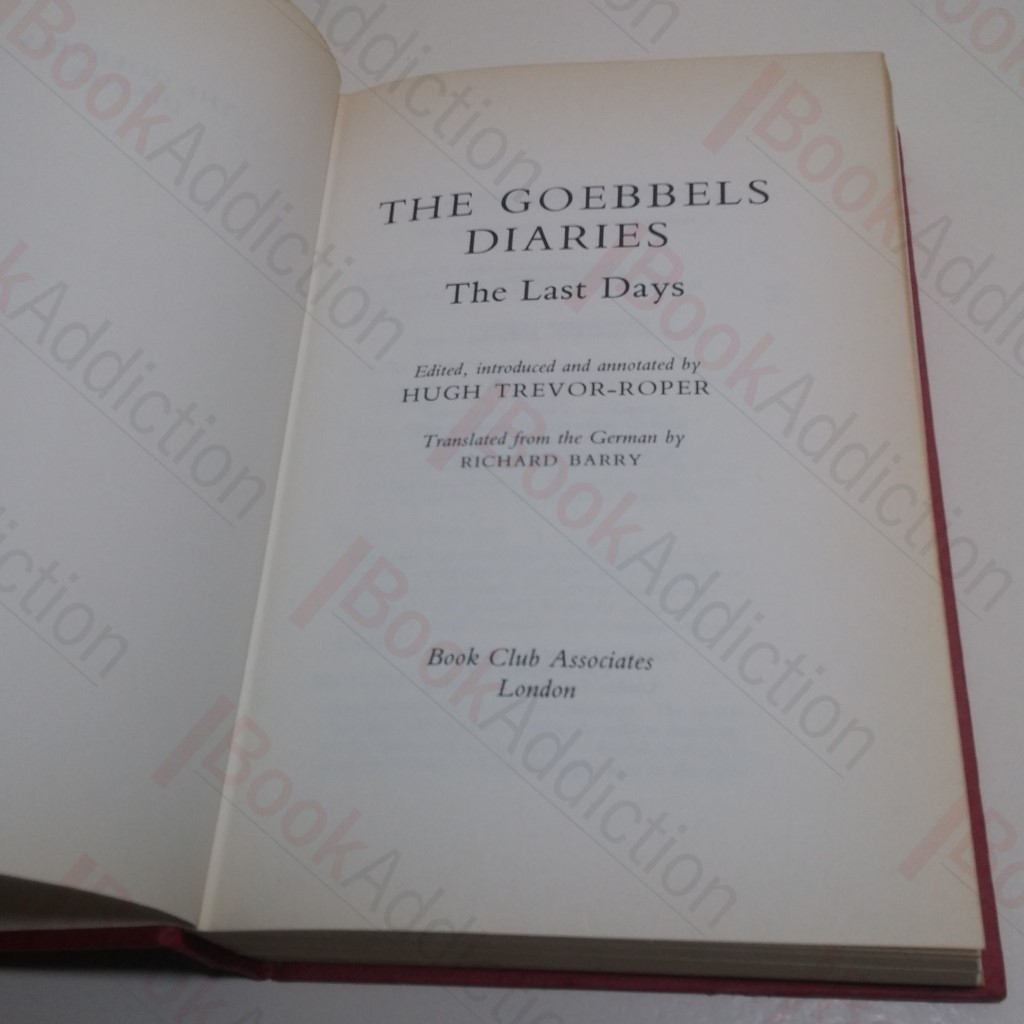 THE GOEBBELS
DIARIES
The Last Days
Edited, introduced and annotated by
HUGH TREVOR-ROPER
Translated from the German by
RICHARD BARRY
Book Club Associates
London
BookAddiction